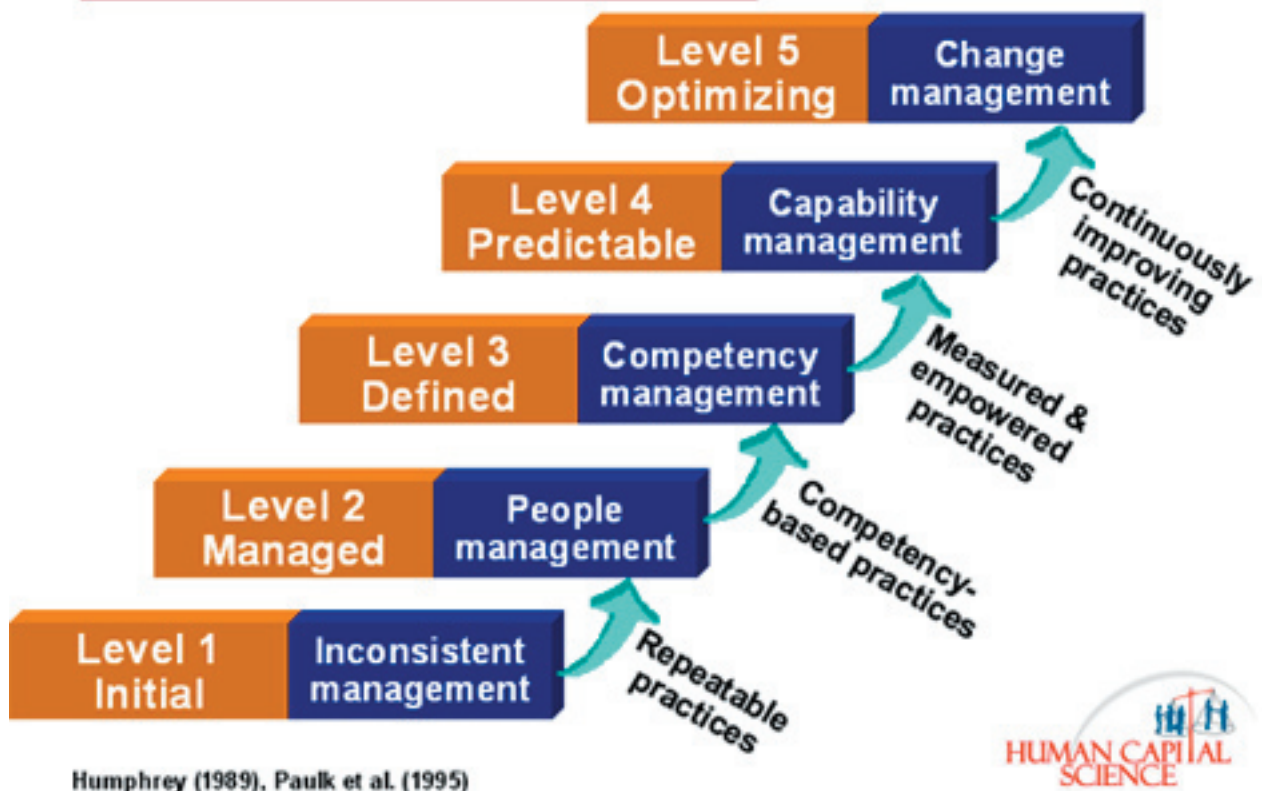 Level 5
Optimizing
Change
management
Level 4
Predictable
Capability
management
Continuously
improving
practices
Level 3
Defined
Competency
management
Measured &
empowered
practices
Level 2
Managed
People
management
Competency-
based practices
Level 1
Initial
Inconsistent
management
Repeatable
practices
HUMAN CAPITAL
SCIENCE
Humphrey (1989), Paulk et al. (1995)